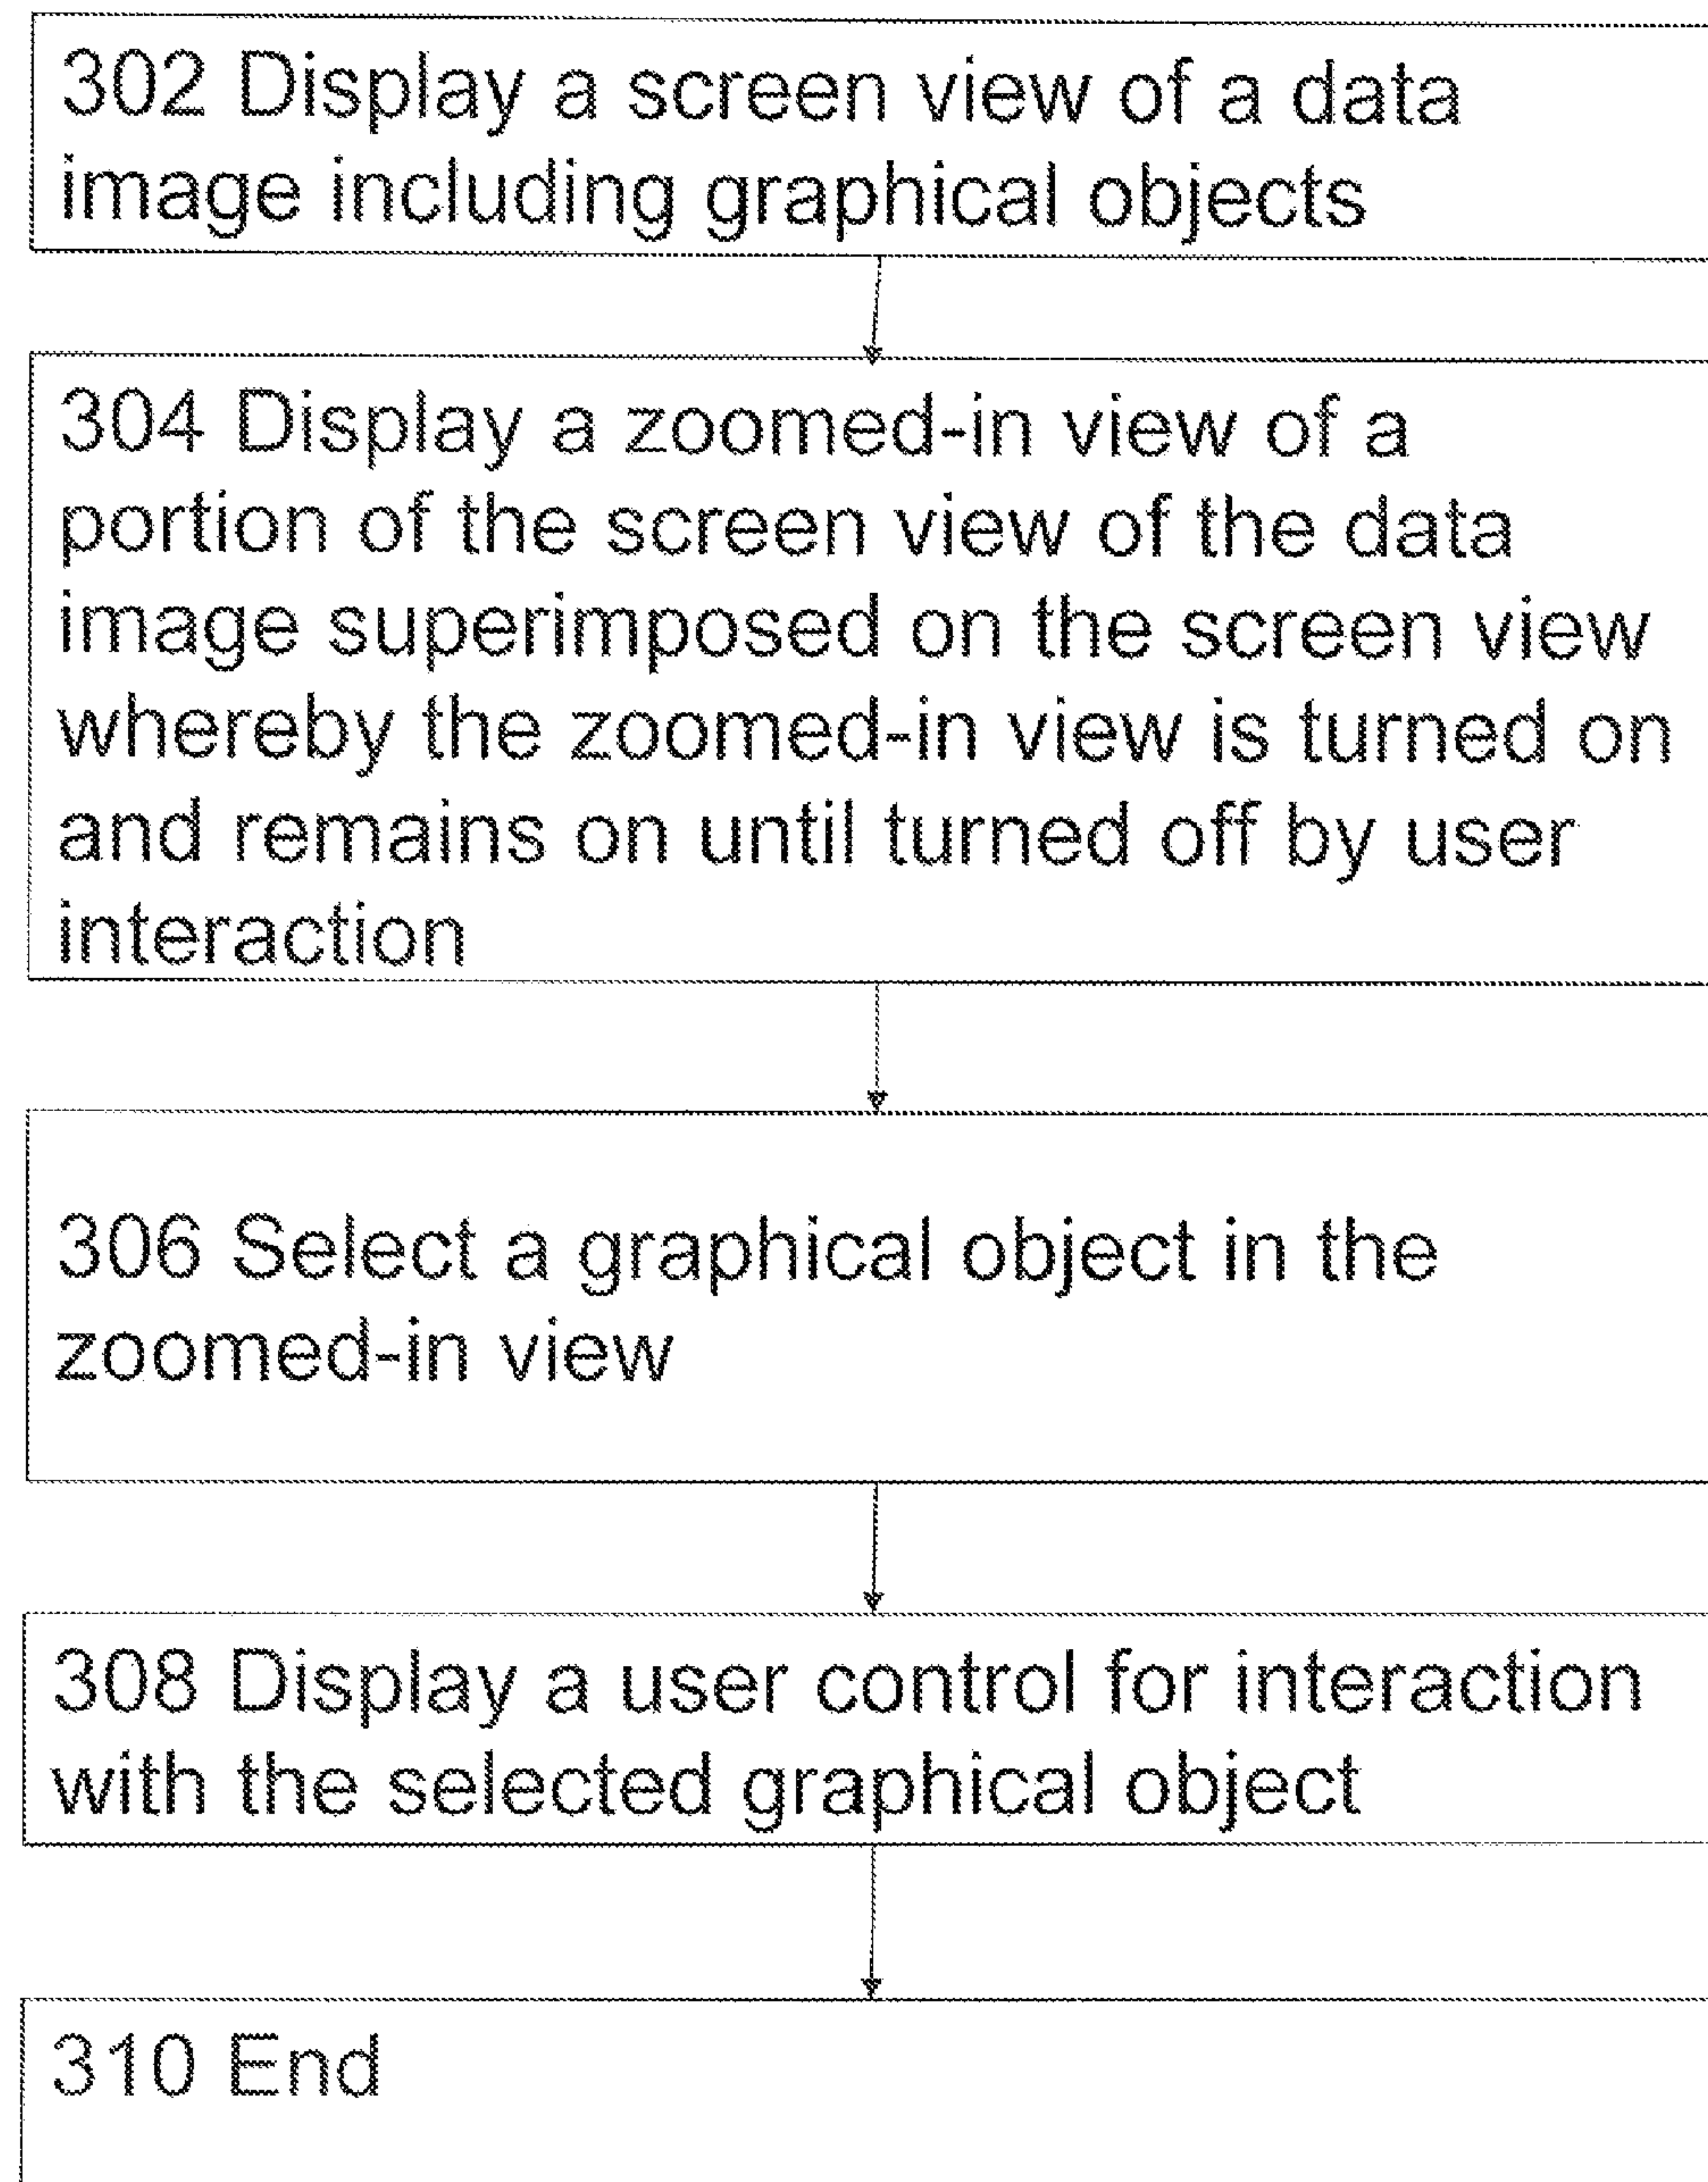 302 Display a screen view of a data
image including graphical objects
304 Display a zoomed-in view of a
portion of the screen view of the data
image superimposed on the screen view
whereby the zoomed-in view is turned on
and remains on until turned off by user
interaction
306 Select a graphical object in the
zoomed-in view
308 Display a user control for interaction
with the selected graphical object
310 End